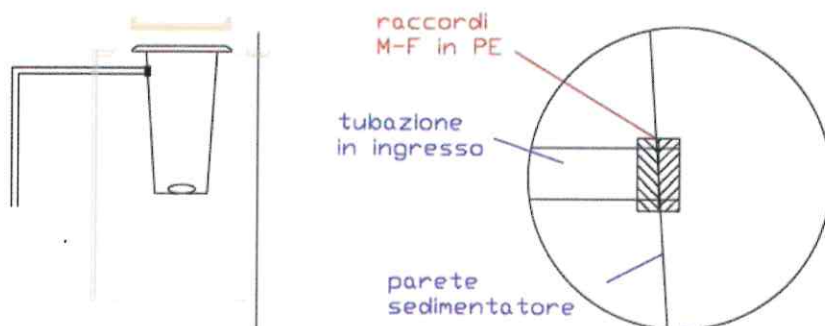 raccordi
M-F in PE
tubazione
in ingresso
parete
sedimentatore